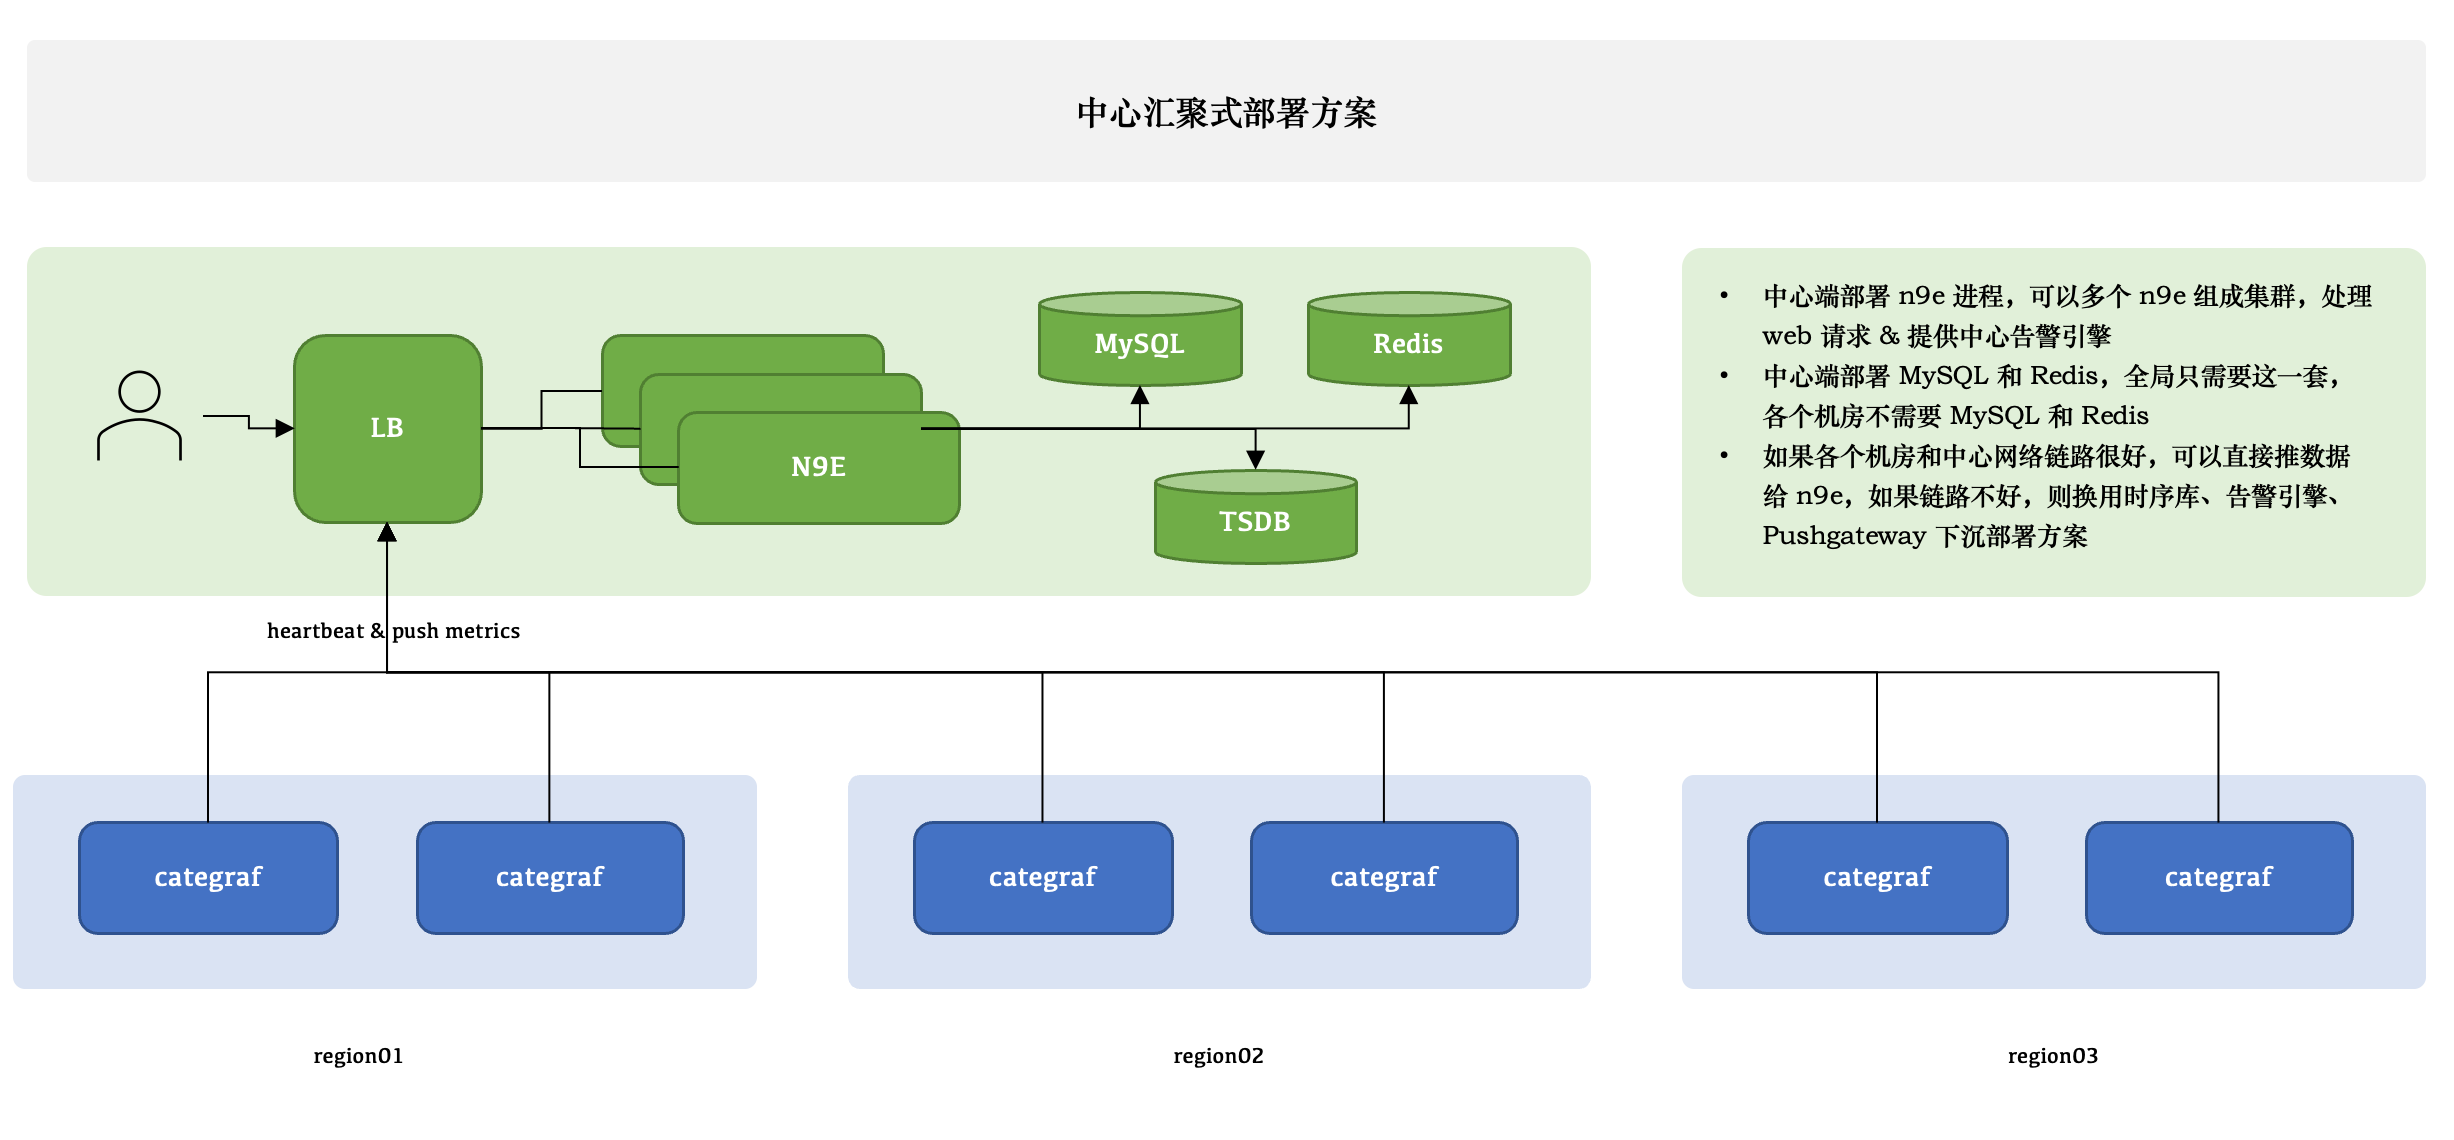 中心汇聚式部署方案
LB
N9E
MySQL
Redis
TSDB
• 中心端部署 n9e 进程，可以多个 n9e 组成集群，处理
web 请求 & 提供中心告警引擎
• 中心端部署 MySQL 和 Redis，全局只需要这一套，
各个机房不需要 MySQL 和 Redis
• 如果各个机房和中心网络链路很好，可以直接推数据
给 n9e，如果链路不好，则换用时序库、告警引擎、
Pushgateway 下沉部署方案
heartbeat & push metrics
categraf
categraf
categraf
categraf
categraf
categraf
region01
region02
region03